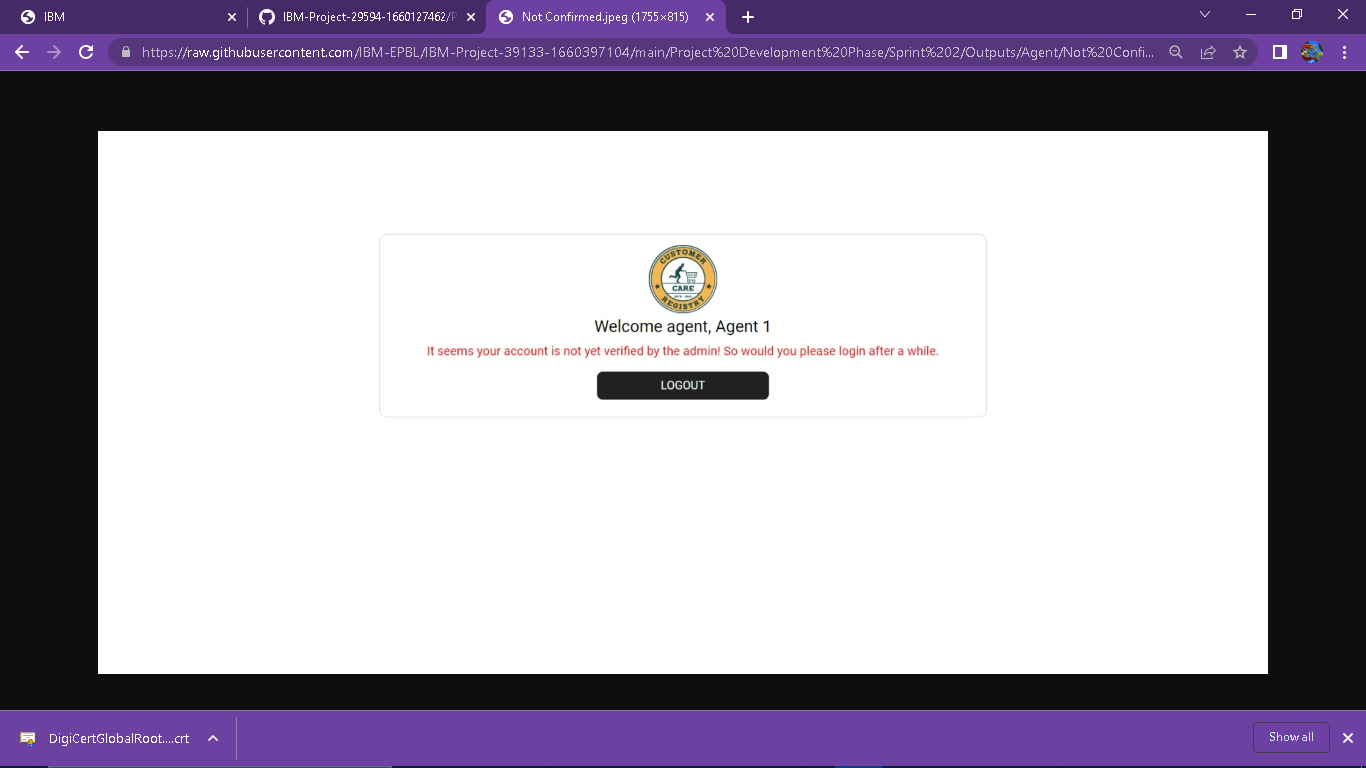 IBM
IBM-Project-29594-1660127462/P
Not Confirmed.jpeg (1755×815)
https://raw.githubusercontent.com/IBM-EPBL/IBM-Project-39133-1660397104/main/Project%20Development%20Phase/Sprint%202/Outputs/Agent/Not%20Confi...
CUSTOMER
CARE
REGISTRY
Welcome agent, Agent 1
It seems your account is not yet verified by the admin! So would you please login after a while.
LOGOUT
DigiCertGlobalRoot....crt
Show all